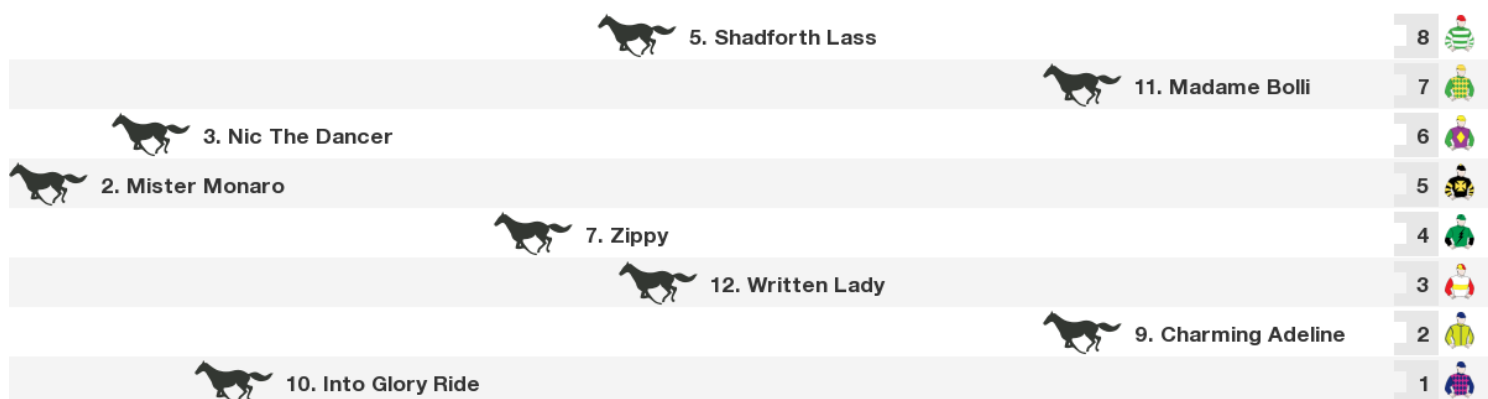 5. Shadforth Lass 8
11. Madame Bolli 7
3. Nic The Dancer 6
2. Mister Monaro 5
7. Zippy 4
12. Written Lady 3
9. Charming Adeline 2
10. Into Glory Ride 1